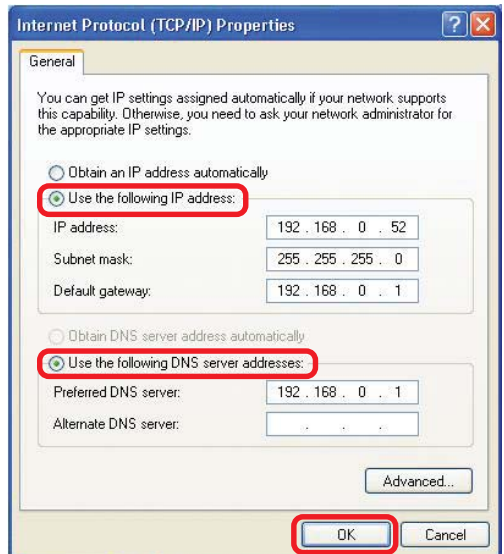 Internet Protocol (TCP/IP) Properties
General
You can get IP settings assigned automatically if your network supports
this capability. Otherwise, you need to ask your network administrator for
the appropriate IP settings.
Obtain an IP address automatically
Use the following IP address:
IP address: 192 . 168 . 0 . 52
Subnet mask: 255 . 255 . 255 . 0
Default gateway: 192 . 168 . 0 . 1
Obtain DNS server address automatically
Use the following DNS server addresses:
Preferred DNS server: 192 . 168 . 0 . 1
Alternate DNS server: . . .
Advanced...
OK Cancel